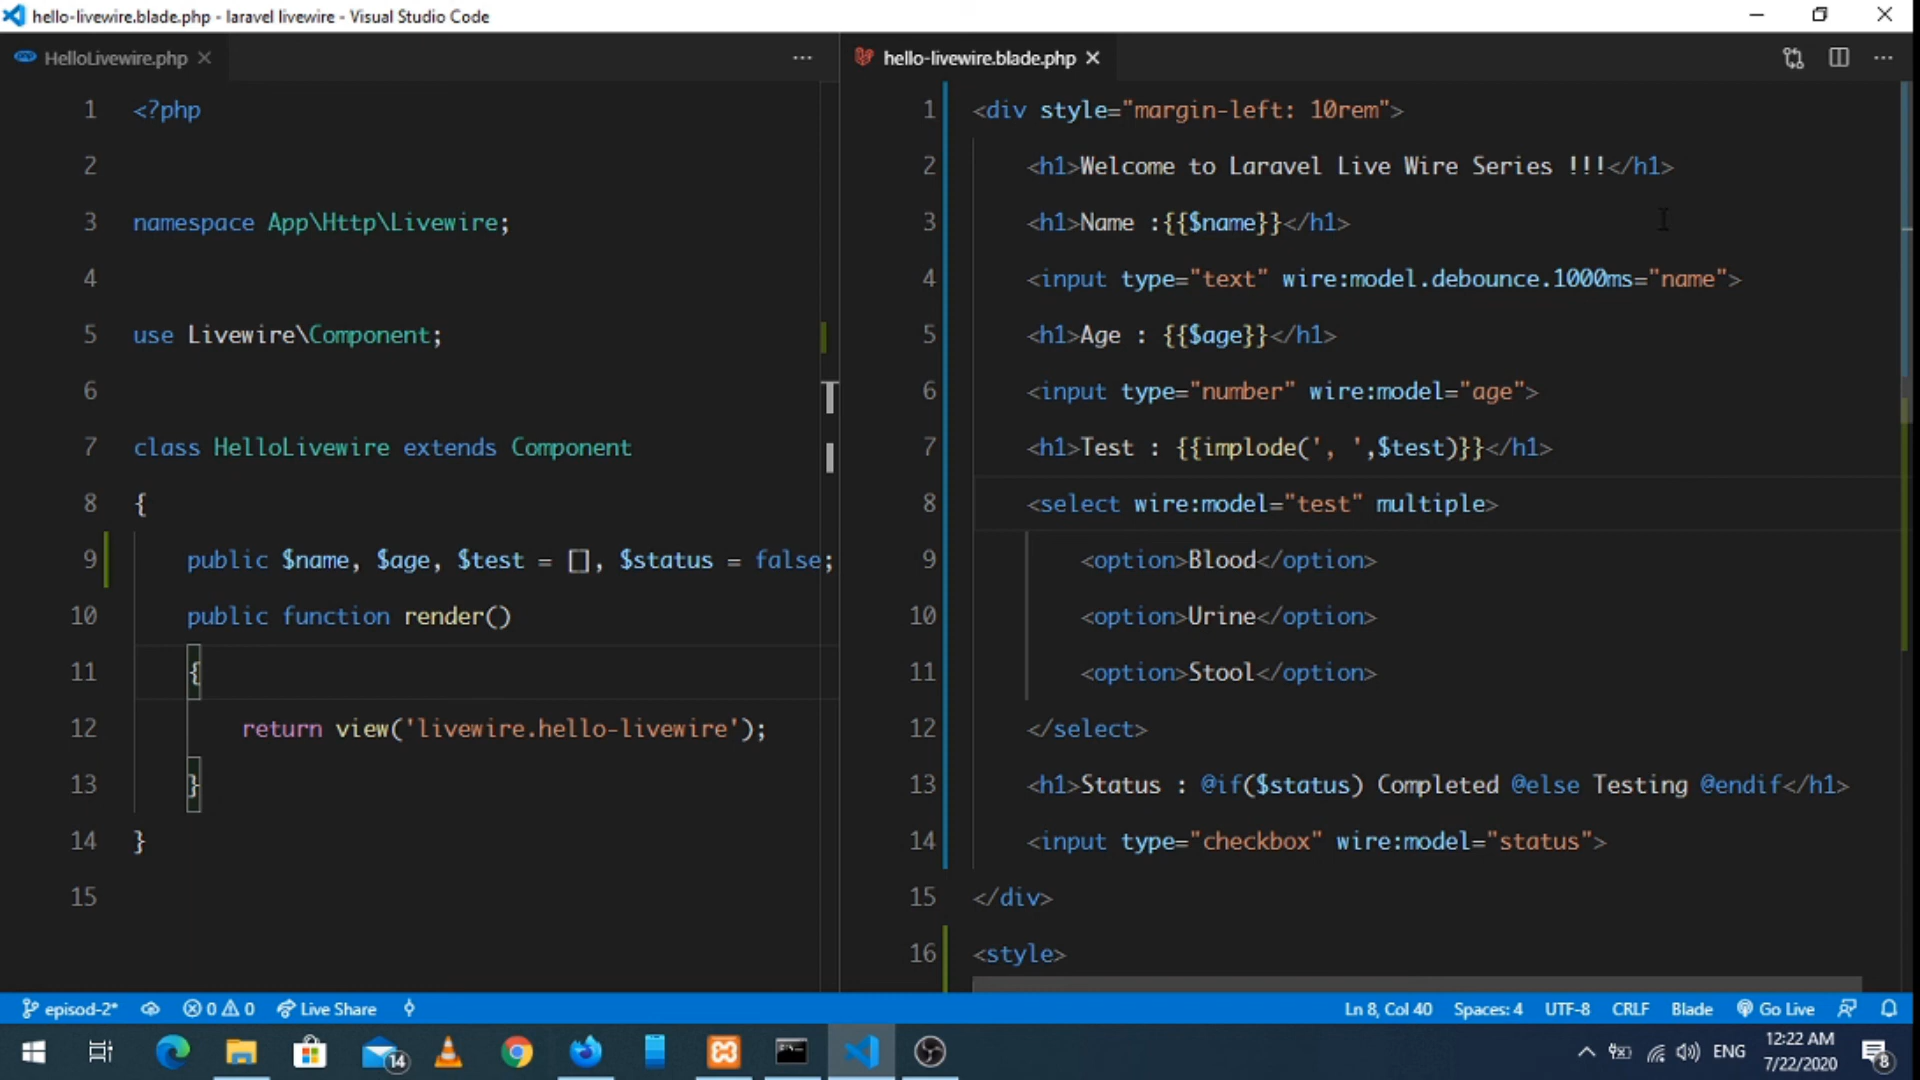 hello-livewire.blade.php - laravel livewire - Visual Studio Code
HelloLivewire.php
1 <?php
2
3 namespace App\Http\Livewire;
4
5 use Livewire\Component;
6
7 class HelloLivewire extends Component
8 {
9 public $name, $age, $test = [], $status = false;
10 public function render()
11 {
12 return view('livewire.hello-livewire');
13 }
14 }
15
hello-livewire.blade.php
1 <div style="margin-left: 10rem">
2 <h1>Welcome to Laravel Live Wire Series !!!</h1>
3 <h1>Name :{{$name}}</h1>
4 <input type="text" wire:model.debounce.1000ms="name">
5 <h1>Age : {{$age}}</h1>
6 <input type="number" wire:model="age">
7 <h1>Test : {{implode(', ',$test)}}</h1>
8 <select wire:model="test" multiple>
9 <option>Blood</option>
10 <option>Urine</option>
11 <option>Stool</option>
12 </select>
13 <h1>Status : @if($status) Completed @else Testing @endif</h1>
14 <input type="checkbox" wire:model="status">
15 </div>
16 <style>
episod-2* 0 0 Live Share Ln 8, Col 40 Spaces: 4 UTF-8 CRLF Blade Go Live
14 ENG 12:22 AM
7/22/2020 8